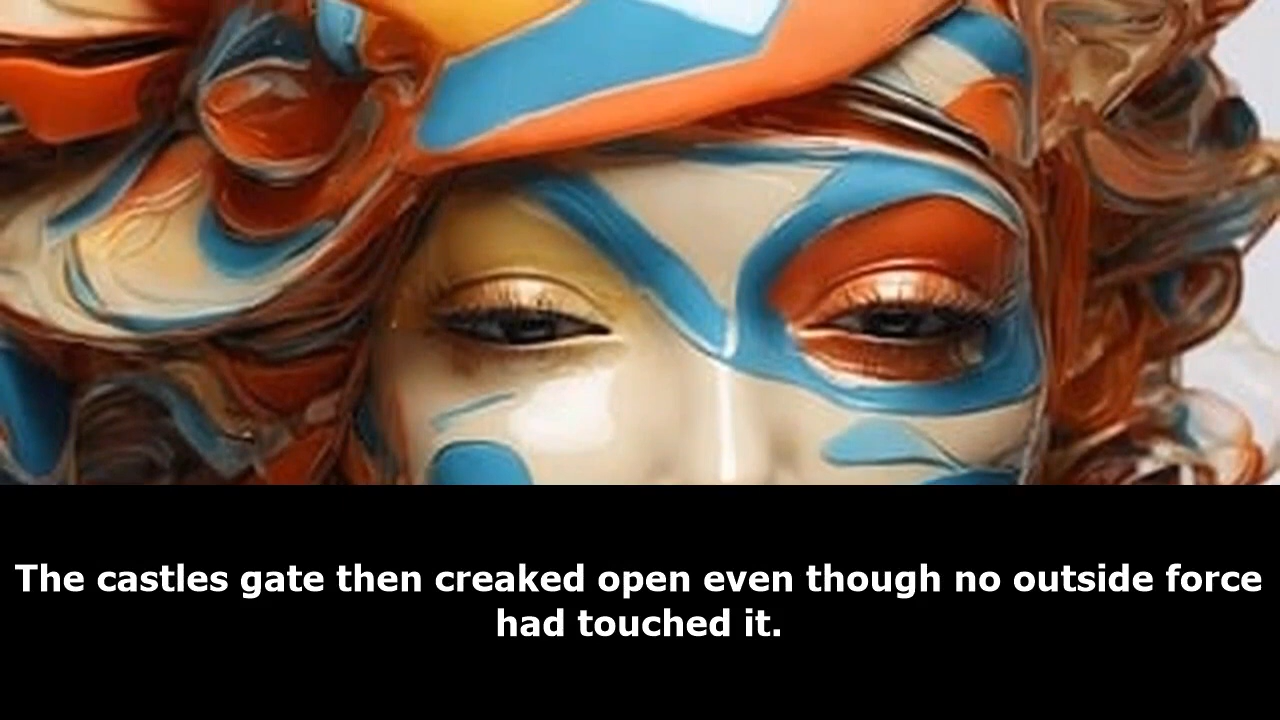 The castles gate then creaked open even though no outside force
had touched it.